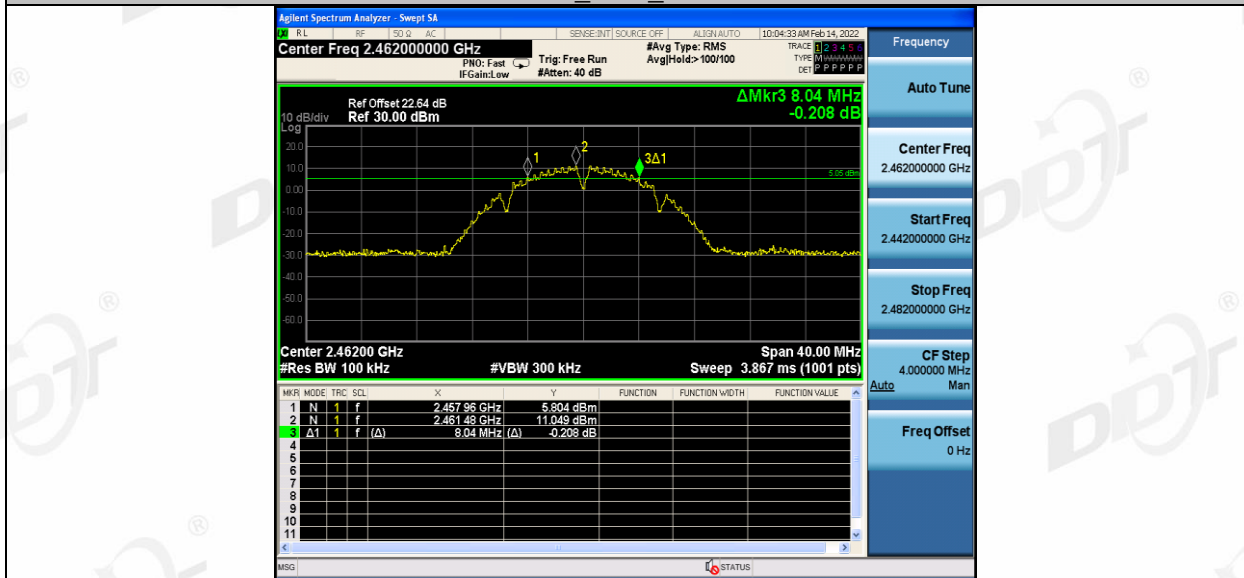 Agilent Spectrum Analyzer - Swept SA
RL RF 50 Ω AC SENSE:INT SOURCE OFF ALIGN AUTO 10:04:33 AM Feb 14, 2022
Center Freq 2.462000000 GHz
PNO: Fast
IFGain:Low
Trig: Free Run
#Atten: 40 dB
#Avg Type: RMS
Avg|Hold:>100/100
TRACE 1 2 3 4 5 6
TYPE M
DET P P P P P P
Frequency
ΔMkr3 8.04 MHz
-0.208 dB
Ref Offset 22.64 dB
10 dB/div Ref 30.00 dBm
Log
20.0
10.0
0.00
-10.0
-20.0
-30.0
-40.0
-50.0
-60.0
1
2
3Δ1
5.05 dBm
Center 2.46200 GHz Span 40.00 MHz
#Res BW 100 kHz #VBW 300 kHz Sweep 3.867 ms (1001 pts)
MKR MODE TRC SCL X Y FUNCTION FUNCTION WIDTH FUNCTION VALUE
1 N 1 f 2.457 96 GHz 5.804 dBm
2 N 1 f 2.461 48 GHz 11.049 dBm
3 Δ1 1 f (Δ) 8.04 MHz (Δ) -0.208 dB
4
5
6
7
8
9
10
11
MSG STATUS
Auto Tune
Center Freq
2.462000000 GHz
Start Freq
2.442000000 GHz
Stop Freq
2.482000000 GHz
CF Step
4.000000 MHz
Auto Man
Freq Offset
0 Hz
DDT
®